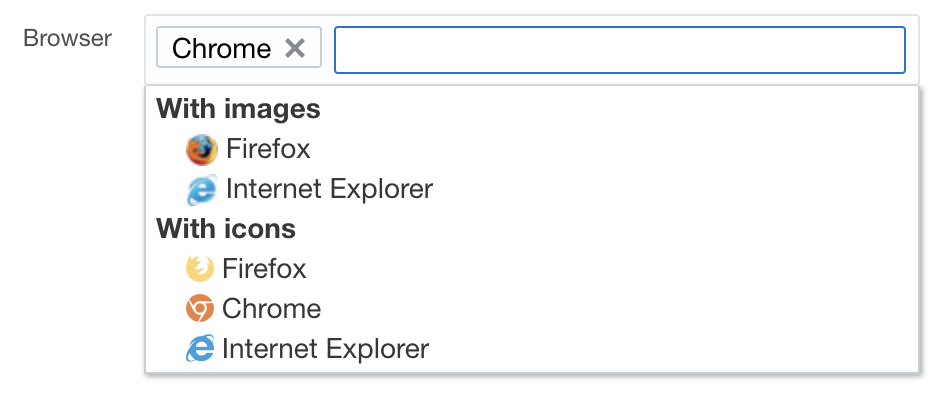 Browser
Chrome
With images
Firefox
Internet Explorer
With icons
Firefox
Chrome
Internet Explorer